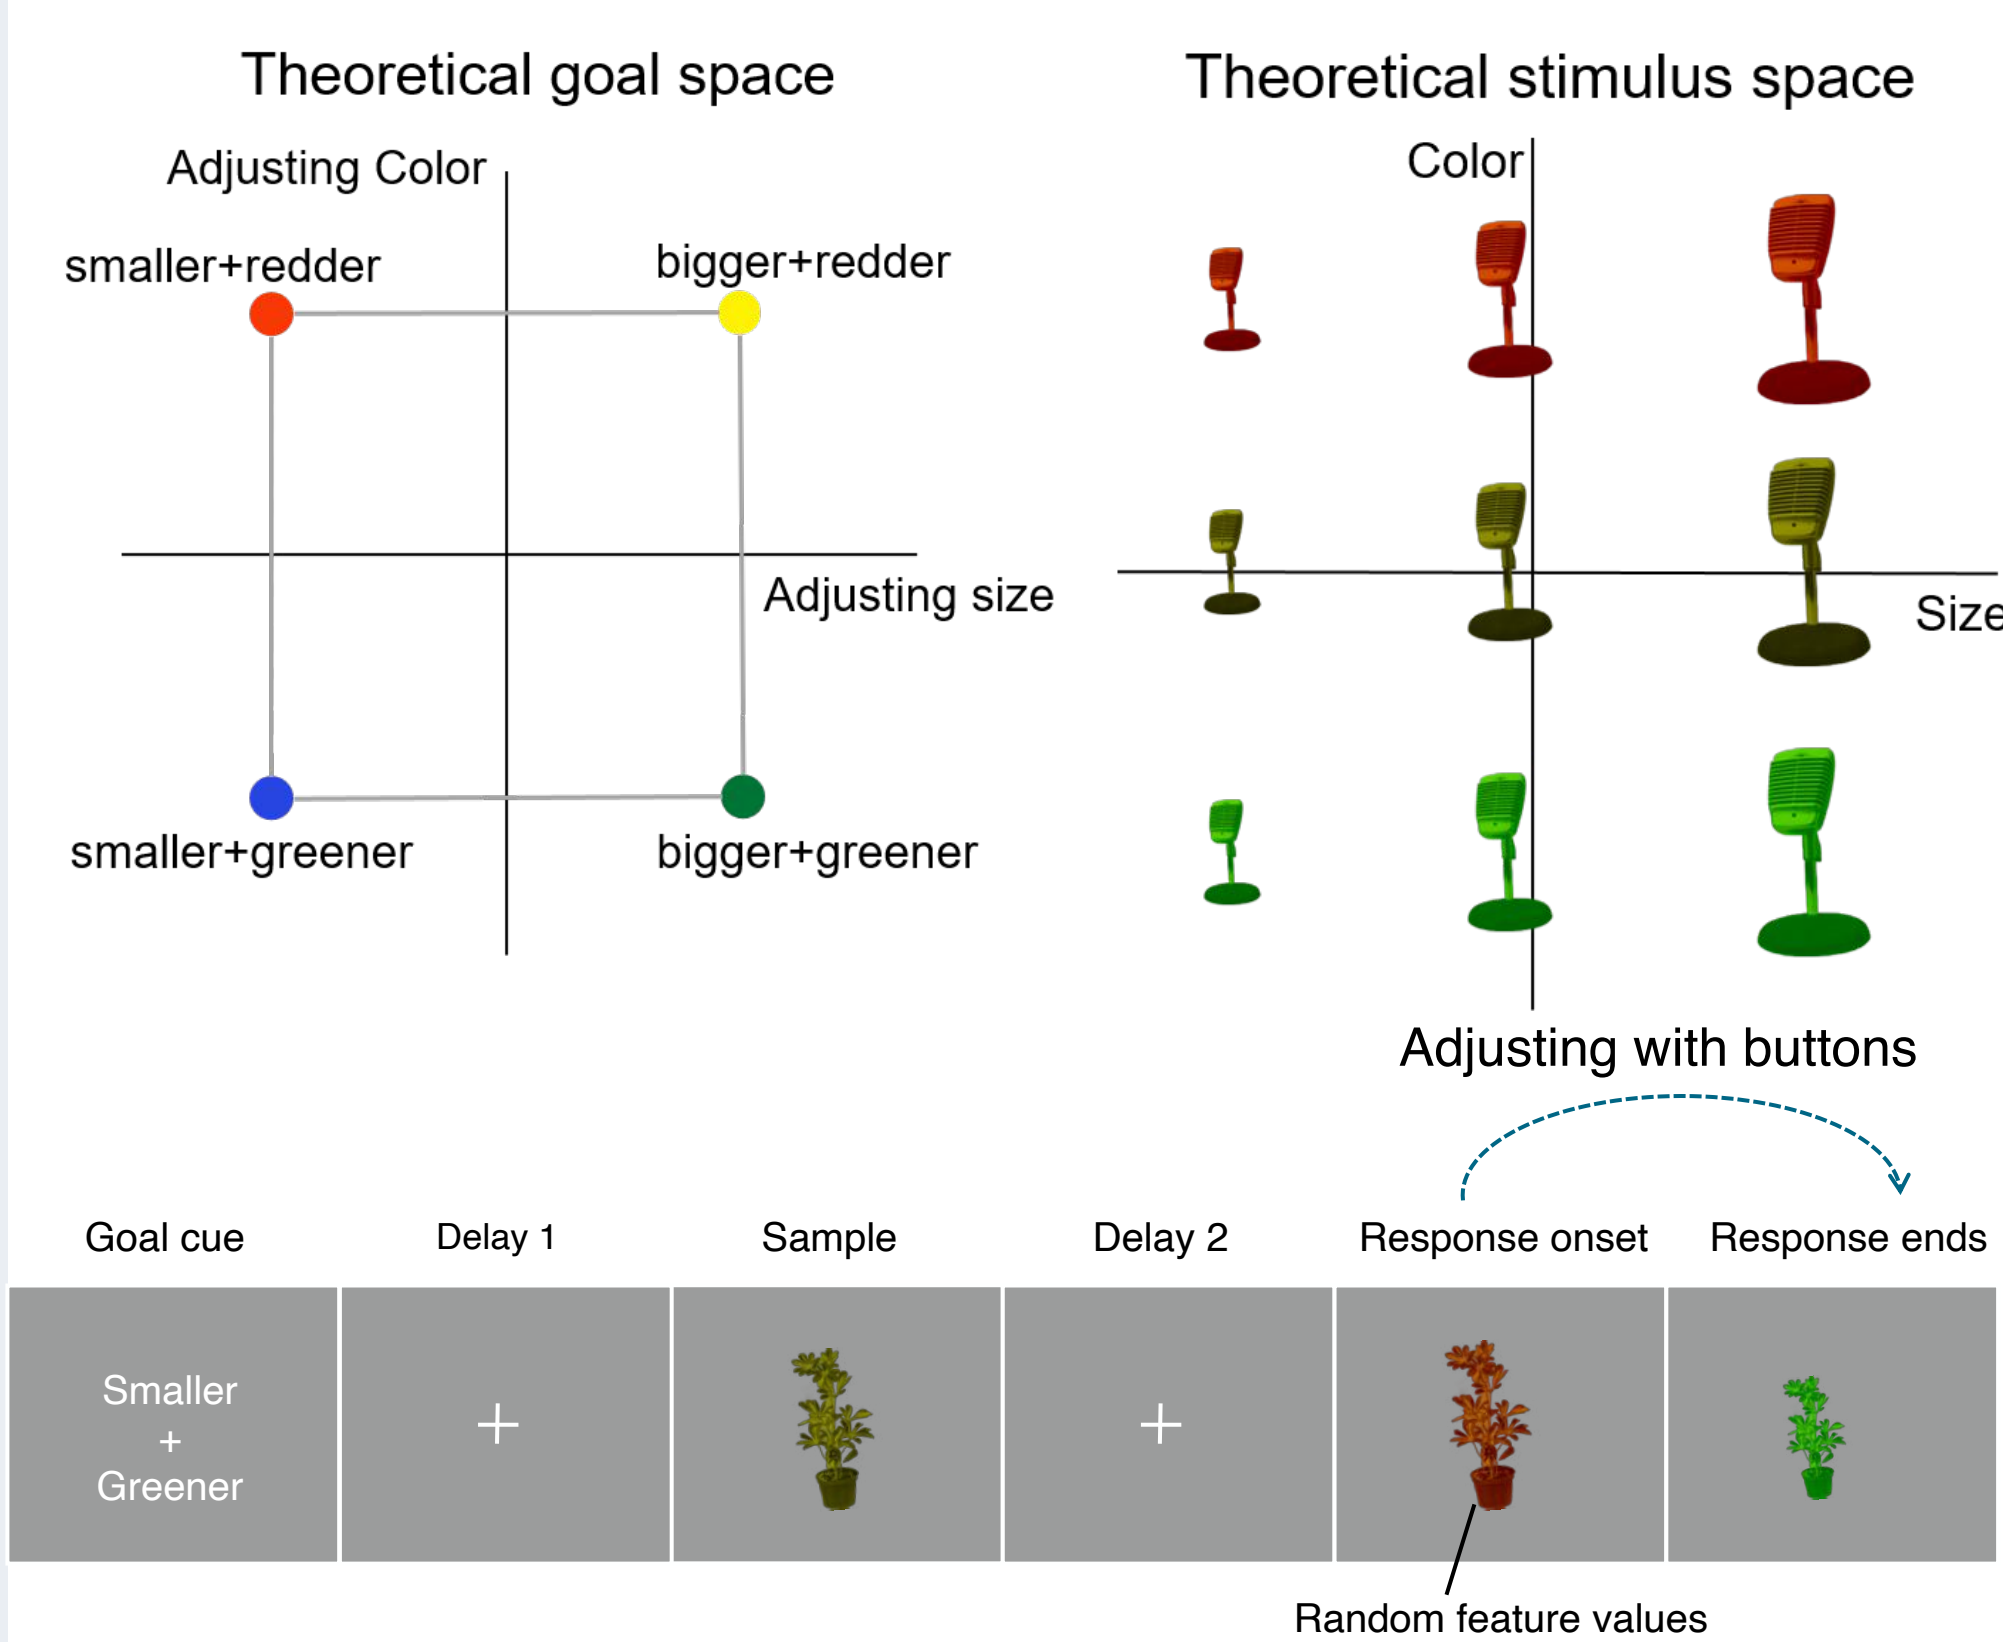 Theoretical goal space
Theoretical stimulus space
Adjusting Color
smaller+redder
bigger+redder
Adjusting size
smaller+greener
bigger+greener
Color
Size
Adjusting with buttons
Goal cue
Delay 1
Sample
Delay 2
Response onset
Response ends
Smaller
+
Greener
Random feature values